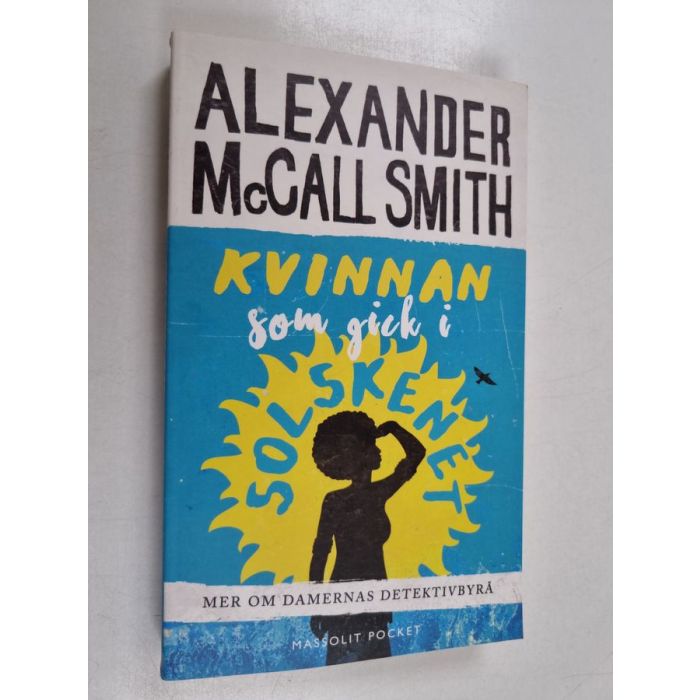 ALEXANDER
McCALL SMITH
KVINNAN
som gick i
SOLSKENET
MER OM DAMERNAS DETEKTIVBYRÅ
MASSOLIT POCKET